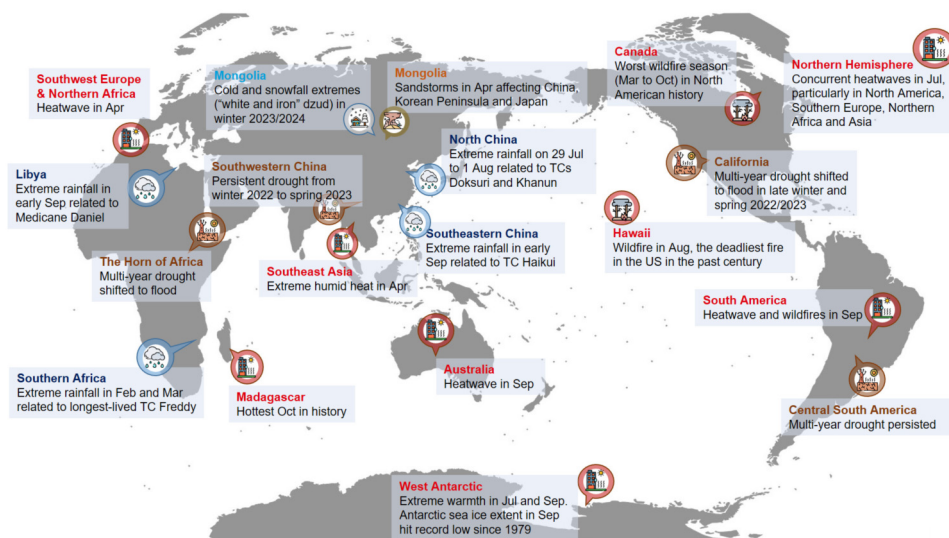 Southwest Europe
& Northern Africa
Heatwave in Apr
Mongolia
Cold and snowfall extremes
("white and iron" dzud) in
winter 2023/2024
Mongolia
Sandstorms in Apr affecting China,
Korean Peninsula and Japan
Canada
Worst wildfire season
(Mar to Oct) in North
American history
Northern Hemisphere
Concurrent heatwaves in Jul,
particularly in North America,
Southern Europe, Northern
Africa and Asia
Libya
Extreme rainfall in
early Sep related to
Medicane Daniel
Southwestern China
Persistent drought from
winter 2022 to spring 2023
North China
Extreme rainfall on 29 Jul
to 1 Aug related to TCs
Doksuri and Khanun
California
Multi-year drought shifted
to flood in late winter and
spring 2022/2023
The Horn of Africa
Multi-year drought
shifted to flood
Southeast Asia
Extreme humid heat in Apr
Southeastern China
Extreme rainfall in early
Sep related to TC Haikui
Hawaii
Wildfire in Aug, the deadliest fire
in the US in the past century
South America
Heatwave and wildfires in Sep
Southern Africa
Extreme rainfall in Feb and Mar
related to longest-lived TC Freddy
Madagascar
Hottest Oct in history
Australia
Heatwave in Sep
Central South America
Multi-year drought persisted
West Antarctic
Extreme warmth in Jul and Sep.
Antarctic sea ice extent in Sep
hit record low since 1979